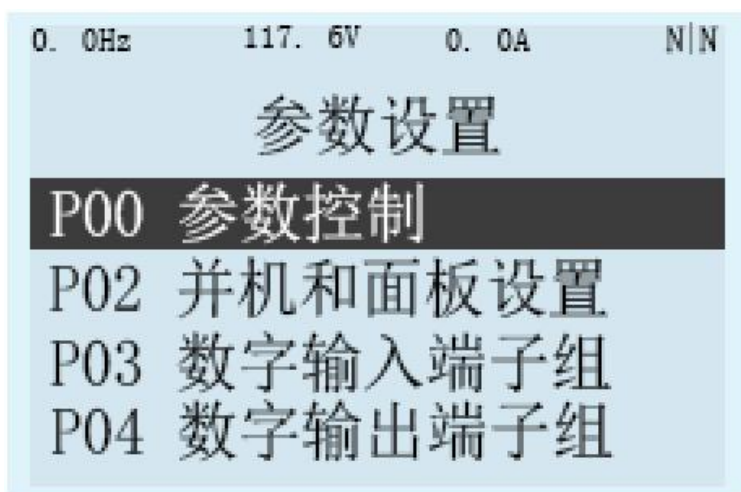 0. 0Hz 117. 6V 0. 0A N|N
参数设置
P00 参数控制
P02 并机和面板设置
P03 数字输入端子组
P04 数字输出端子组